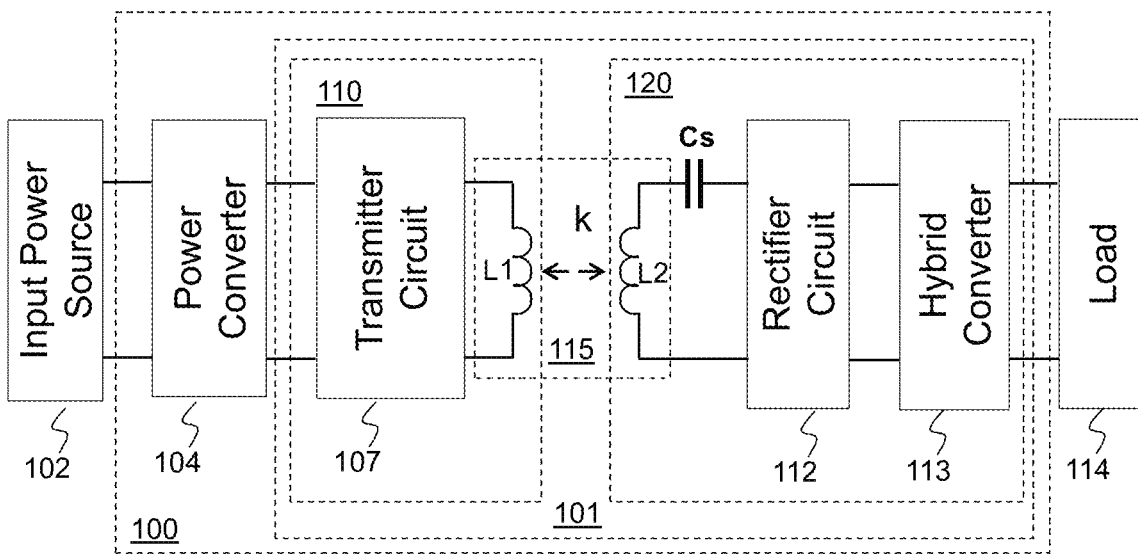 110
120
Cs
Input Power
Source
Power
Converter
Transmitter
Circuit
L1
k
L2
Rectifier
Circuit
Hybrid
Converter
Load
115
102
104
107
112
113
114
100
101